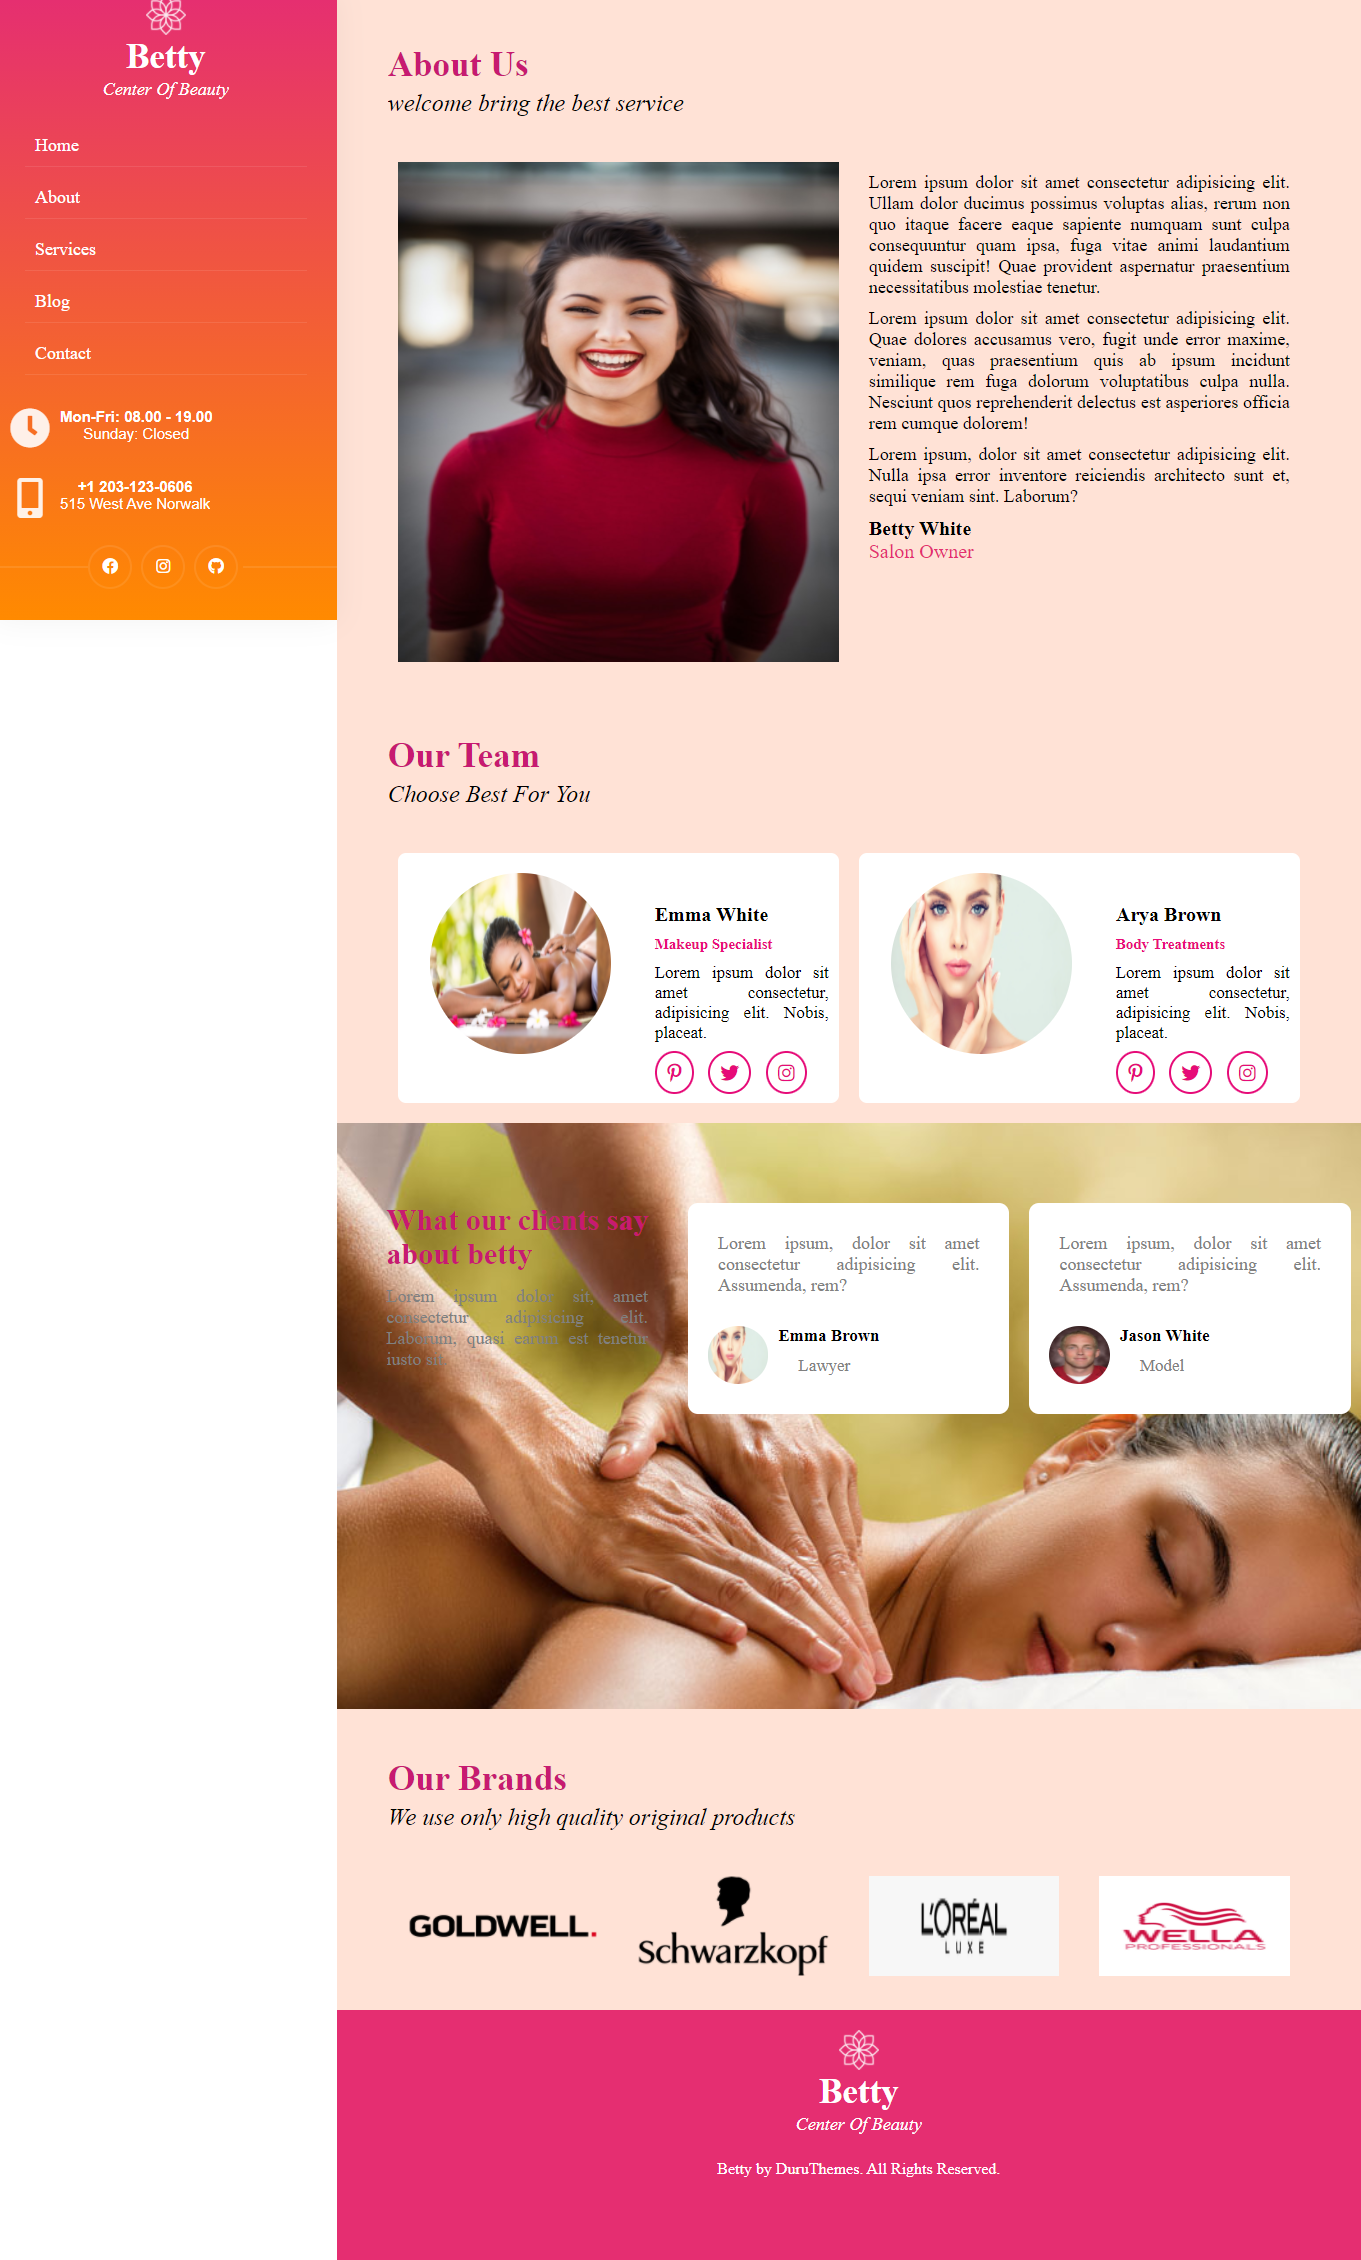 Betty
Center Of Beauty
Home
About
Services
Blog
Contact
Mon-Fri: 08.00 - 19.00
Sunday: Closed
+1 203-123-0606
515 West Ave Norwalk
About Us
welcome bring the best service
Lorem ipsum dolor sit amet consectetur adipisicing elit.
Ullam dolor ducimus possimus voluptas alias, rerum non
quo itaque facere eaque sapiente numquam sunt culpa
consequuntur quam ipsa, fuga vitae animi laudantium
quidem suscipit! Quae provident aspernatur praesentium
necessitatibus molestiae tenetur.
Lorem ipsum dolor sit amet consectetur adipisicing elit.
Quae dolores accusamus vero, fugit unde error maxime,
veniam, quas praesentium quis ab ipsum incidunt
similique rem fuga dolorum voluptatibus culpa nulla.
Nesciunt quos reprehenderit delectus est asperiores officia
rem cumque dolorem!
Lorem ipsum, dolor sit amet consectetur adipisicing elit.
Nulla ipsa error inventore reiciendis architecto sunt et,
sequi veniam sint. Laborum?
Betty White
Salon Owner
Our Team
Choose Best For You
Emma White
Makeup Specialist
Lorem ipsum dolor sit
amet consectetur,
adipisicing elit. Nobis,
placeat.
Arya Brown
Body Treatments
Lorem ipsum dolor sit
amet consectetur,
adipisicing elit. Nobis,
placeat.
What our clients say
about betty
Lorem ipsum dolor sit, amet
consectetur adipisicing elit.
Laborum, quasi earum est tenetur
iusto sit.
Lorem ipsum, dolor sit amet
consectetur adipisicing elit.
Assumenda, rem?
Emma Brown
Lawyer
Lorem ipsum, dolor sit amet
consectetur adipisicing elit.
Assumenda, rem?
Jason White
Model
Our Brands
We use only high quality original products
GOLDWELL.
Schwarzkopf
L'ORÉAL
LUXE
WELLA
PROFESSIONALS
Betty
Center Of Beauty
Betty by DuruThemes. All Rights Reserved.